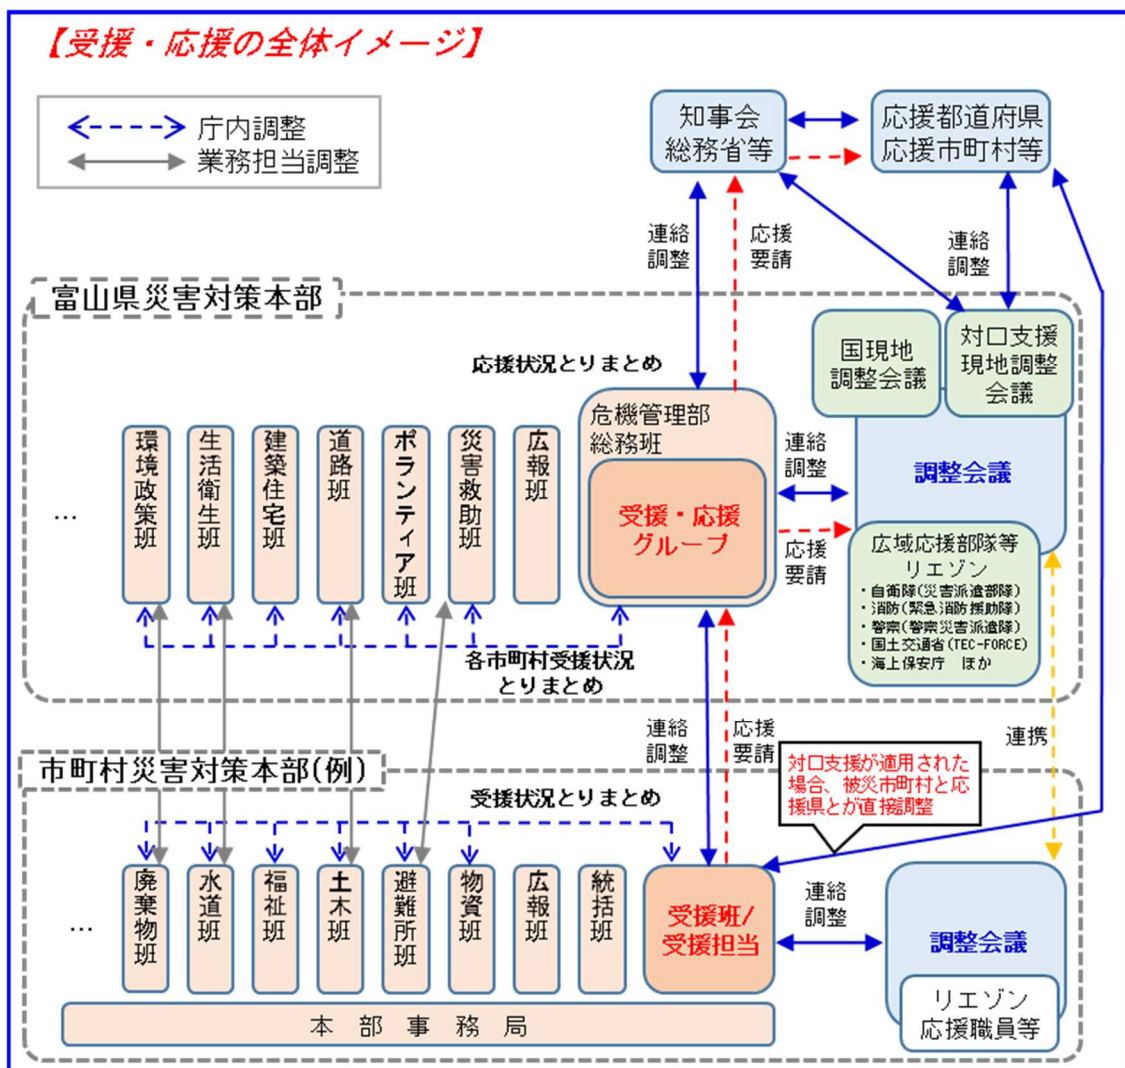 【受援・応援の全体イメージ】
庁内調整
業務担当調整
知事会
総務省等
応援都道府県
応援市町村等
連絡
調整
応援
要請
連絡
調整
富山県災害対策本部
国現地
調整会議
対口支援
現地調整
会議
応援状況とりまとめ
危機管理部
総務班
受援・応援
グループ
連絡
調整
応援
要請
調整会議
…
環境政策班
生活衛生班
建築住宅班
道路班
ボランティア班
災害救助班
広報班
広域応援部隊等
リエゾン
・自衛隊(災害派遣部隊)
・消防(緊急消防援助隊)
・警察(警察災害派遣隊)
・国土交通省(TEC-FORCE)
・海上保安庁 ほか
各市町村受援状況
とりまとめ
連絡
調整
応援
要請
連携
対口支援が適用された
場合、被災市町村と応
援県とが直接調整
市町村災害対策本部(例)
受援状況とりまとめ
…
廃棄物班
水道班
福祉班
土木班
避難所班
物資班
広報班
統括班
受援班/
受援担当
連絡
調整
調整会議
リエゾン
応援職員等
本部事務局